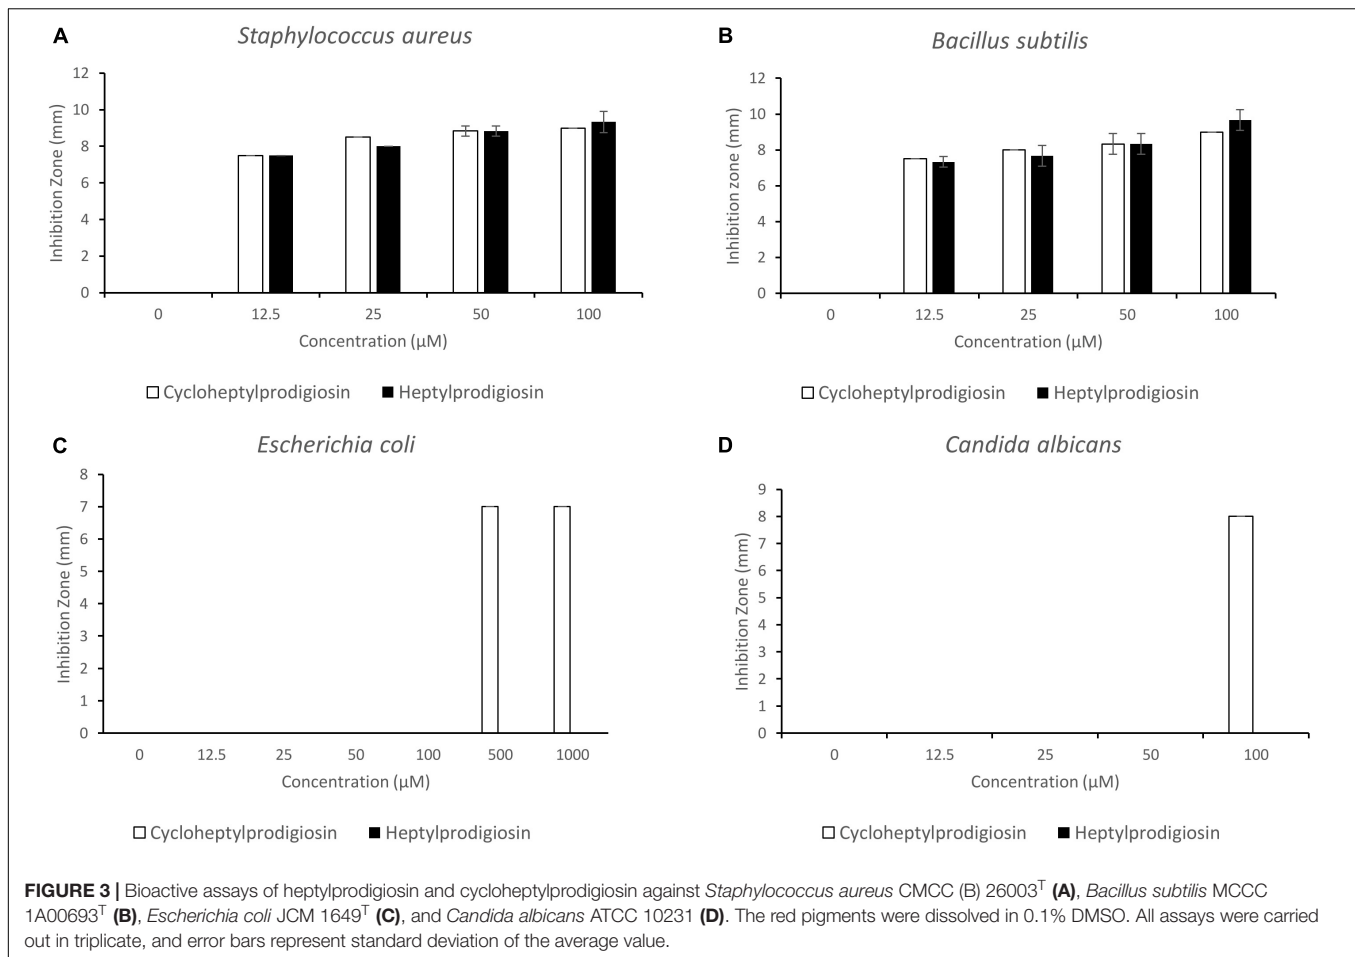 A
Staphylococcus aureus
12
10
8
6
4
2
0
Inhibition Zone (mm)
0 12.5 25 50 100
Concentration (μM)
Cycloheptylprodigiosin Heptylprodigiosin
B
Bacillus subtilis
12
10
8
6
4
2
0
Inhibition zone (mm)
0 12.5 25 50 100
Concentration (μM)
Cycloheptylprodigiosin Heptylprodigiosin
C
Escherichia coli
8
7
6
5
4
3
2
1
0
Inhibition Zone (mm)
0 12.5 25 50 100 500 1000
Concentration (μM)
Cycloheptylprodigiosin Heptylprodigiosin
D
Candida albicans
9
8
7
6
5
4
3
2
1
0
Inhibition Zone (mm)
0 12.5 25 50 100
Concentration (μM)
Cycloheptylprodigiosin Heptylprodigiosin
FIGURE 3 | Bioactive assays of heptylprodigiosin and cycloheptylprodigiosin against Staphylococcus aureus CMCC (B) 26003T (A), Bacillus subtilis MCCC
1A00693T (B), Escherichia coli JCM 1649T (C), and Candida albicans ATCC 10231 (D). The red pigments were dissolved in 0.1% DMSO. All assays were carried
out in triplicate, and error bars represent standard deviation of the average value.